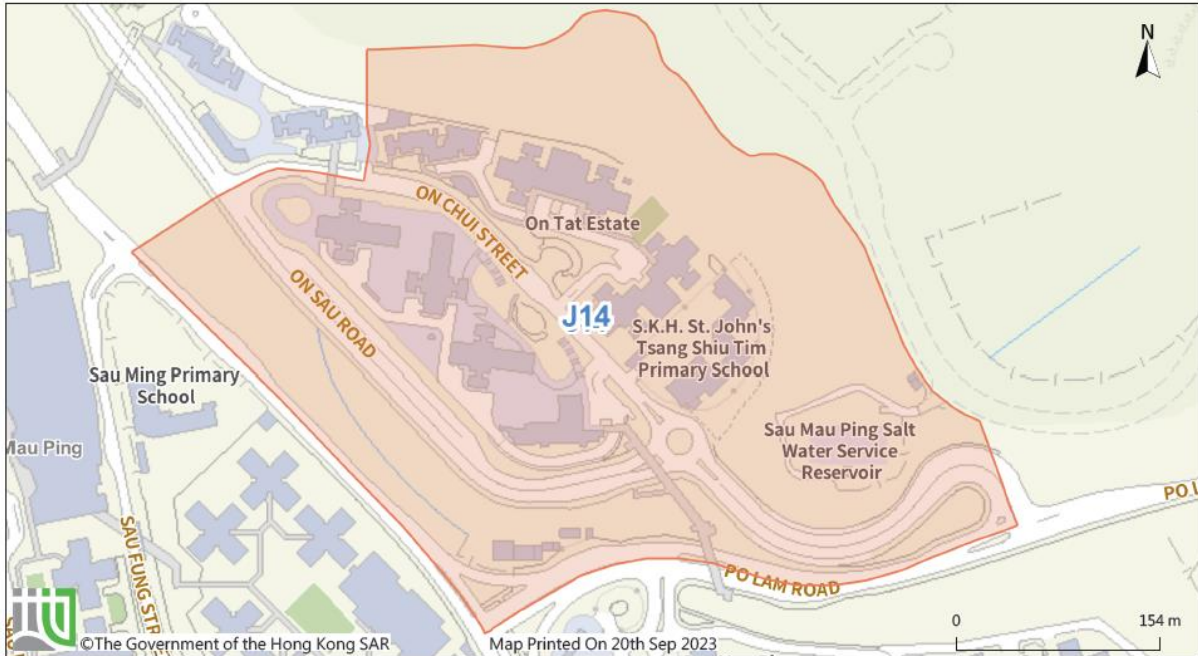 N
ON CHUI STREET
On Tat Estate
ON SAU ROAD
J14
S.K.H. St. John's
Tsang Shiu Tim
Primary School
Sau Ming Primary
School
Mau Ping
Sau Mau Ping Salt
Water Service
Reservoir
PO L
SAU FUNG STRE
PO LAM ROAD
SAU
©The Government of the Hong Kong SAR
Map Printed On 20th Sep 2023
0
154 m